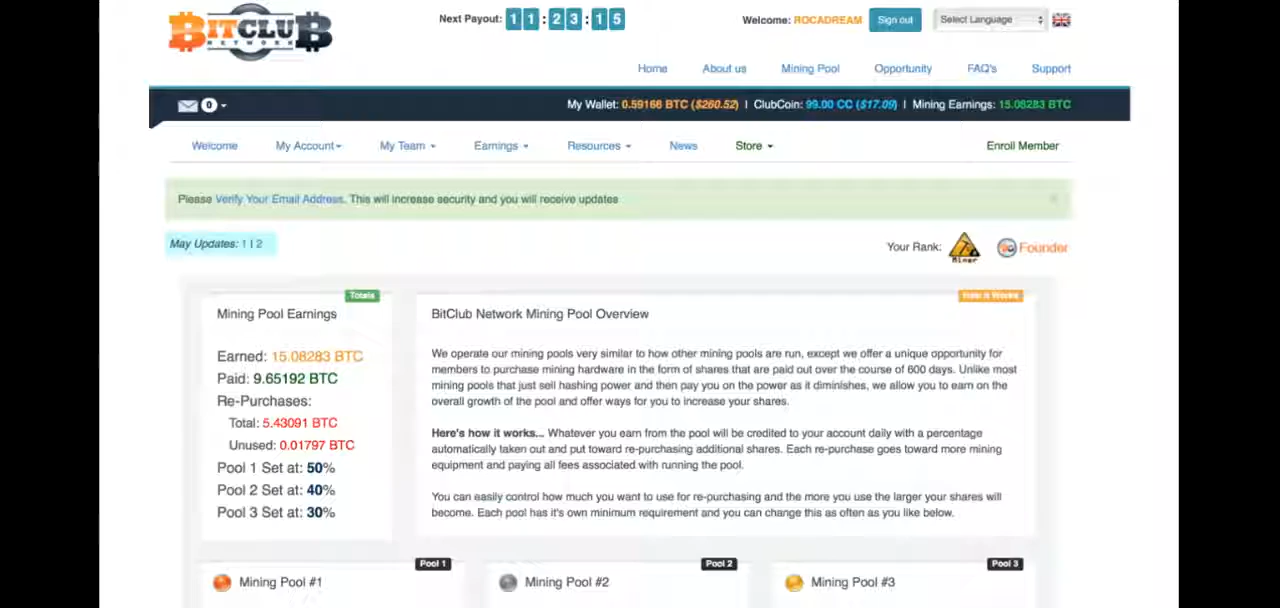 BITCLUB
NETWORK
Next Payout: 11:23:15
Welcome: ROCADREAM Sign out Select Language
Home About us Mining Pool Opportunity FAQ's Support
0 My Wallet: 0.59166 BTC ($260.52) | ClubCoin: 99.00 CC ($17.09) | Mining Earnings: 15.08283 BTC
Welcome My Account My Team Earnings Resources News Store Enroll Member
Please Verify Your Email Address. This will increase security and you will receive updates
May Updates: 1 | 2
Your Rank: Miner Founder
Totals
Mining Pool Earnings
Earned: 15.08283 BTC
Paid: 9.65192 BTC
Re-Purchases:
Total: 5.43091 BTC
Unused: 0.01797 BTC
Pool 1 Set at: 50%
Pool 2 Set at: 40%
Pool 3 Set at: 30%
How it Works
BitClub Network Mining Pool Overview
We operate our mining pools very similar to how other mining pools are run, except we offer a unique opportunity for
members to purchase mining hardware in the form of shares that are paid out over the course of 600 days. Unlike most
mining pools that just sell hashing power and then pay you on the power as it diminishes, we allow you to earn on the
overall growth of the pool and offer ways for you to increase your shares.
Here's how it works... Whatever you earn from the pool will be credited to your account daily with a percentage
automatically taken out and put toward re-purchasing additional shares. Each re-purchase goes toward more mining
equipment and paying all fees associated with running the pool.
You can easily control how much you want to use for re-purchasing and the more you use the larger your shares will
become. Each pool has it's own minimum requirement and you can change this as often as you like below.
Pool 1
Mining Pool #1
Pool 2
Mining Pool #2
Pool 3
Mining Pool #3